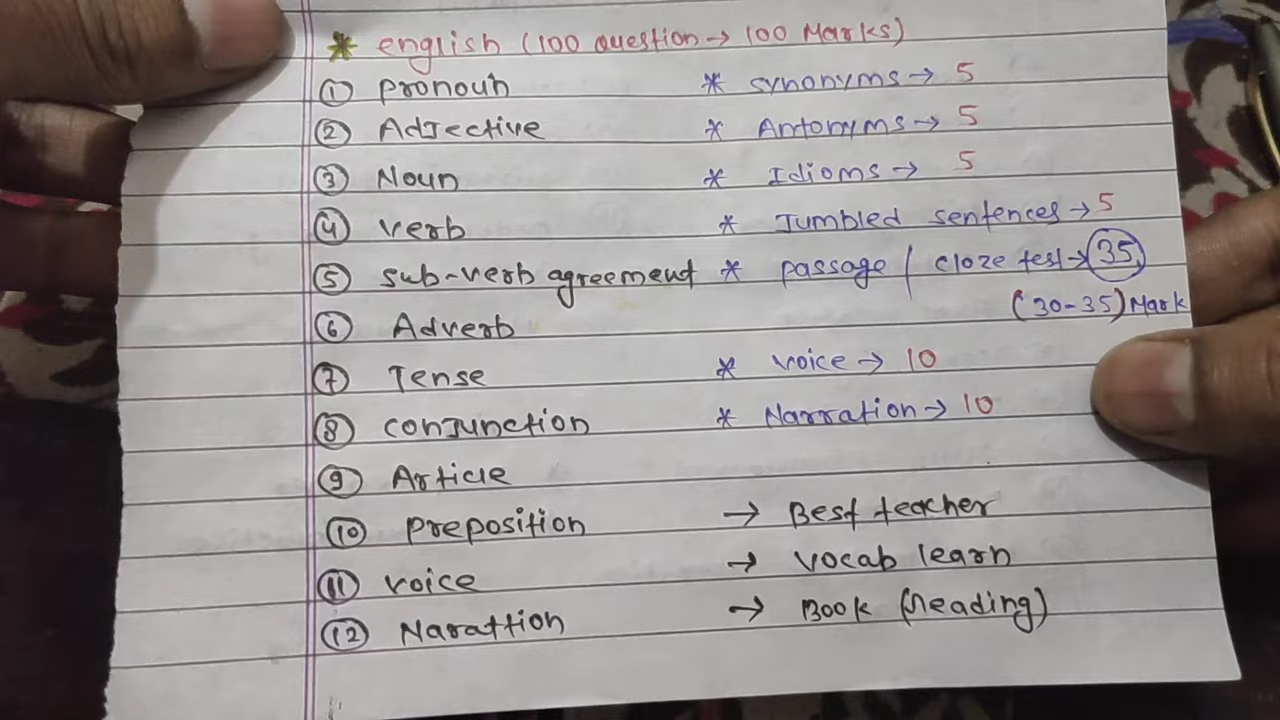 * english (100 question → 100 Marks)
① pronoun * synonyms → 5
② Adjective * Antonyms → 5
③ Noun * Idioms → 5
④ verb * Jumbled sentences → 5
⑤ sub-verb agreement * passage / cloze test → 35
(30-35) Mark
⑥ Adverb
⑦ Tense * voice → 10
⑧ conjunction * Narration → 10
⑨ Article
⑩ preposition → Best teacher
⑪ voice → vocab learn
⑫ Narattion → Book (reading)